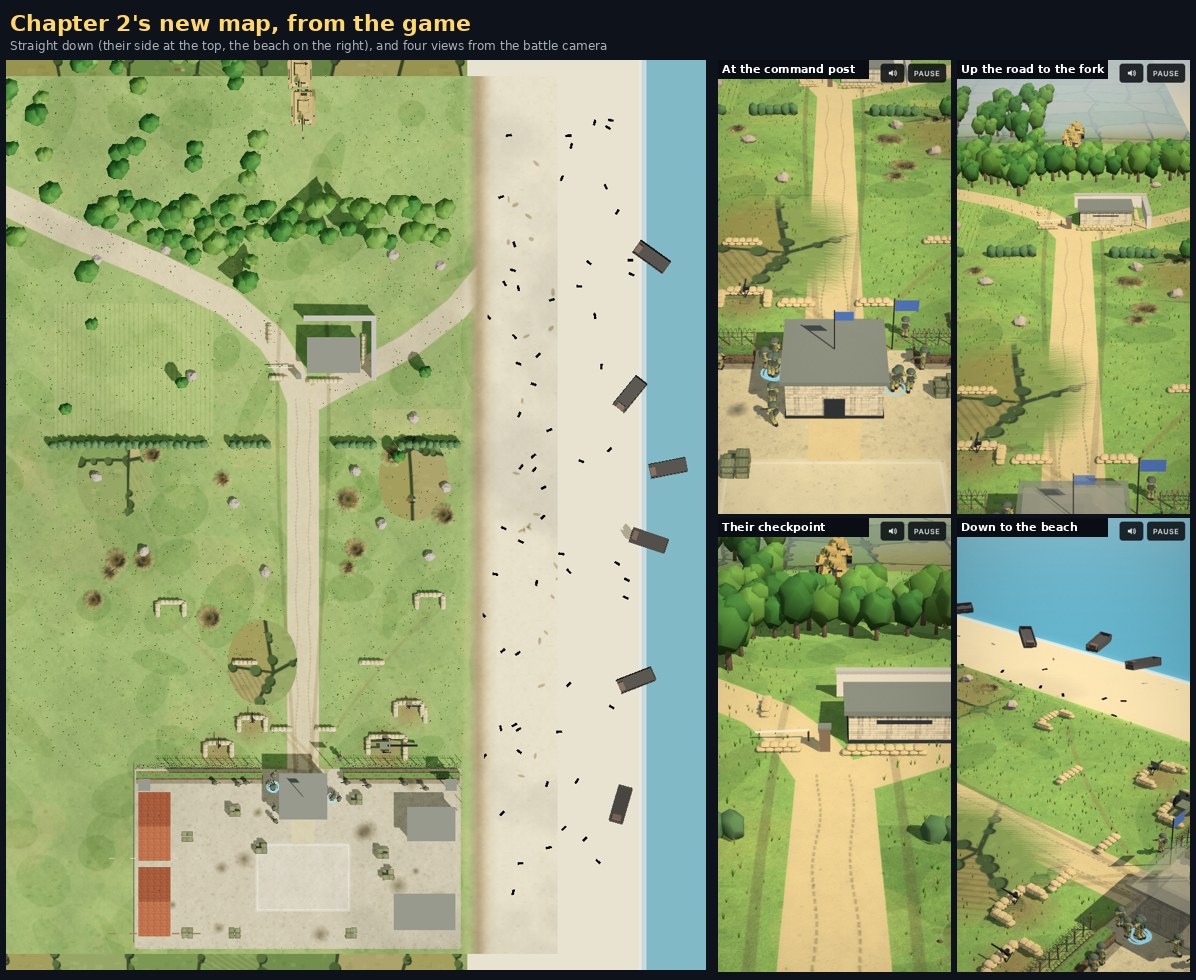 Chapter 2's new map, from the game
Straight down (their side at the top, the beach on the right), and four views from the battle camera
At the command post
PAUSE
Up the road to the fork
PAUSE
Their checkpoint
PAUSE
Down to the beach
PAUSE